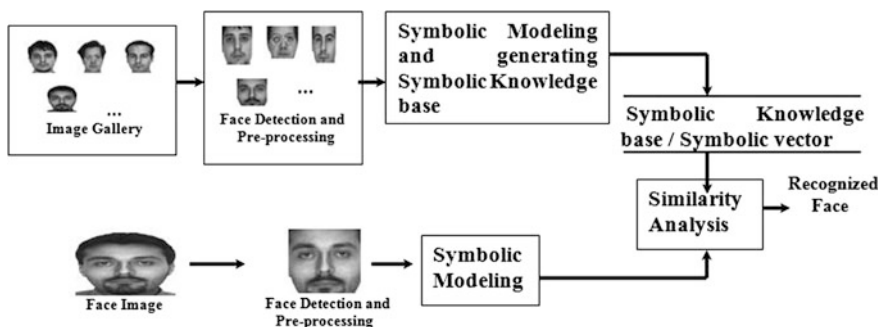 ...
Image Gallery
...
Face Detection and
Pre-processing
Symbolic Modeling
and generating
Symbolic Knowledge
base
Symbolic Knowledge
base / Symbolic vector
Similarity
Analysis
Recognized
Face
Face Image
Face Detection and
Pre-processing
Symbolic
Modeling